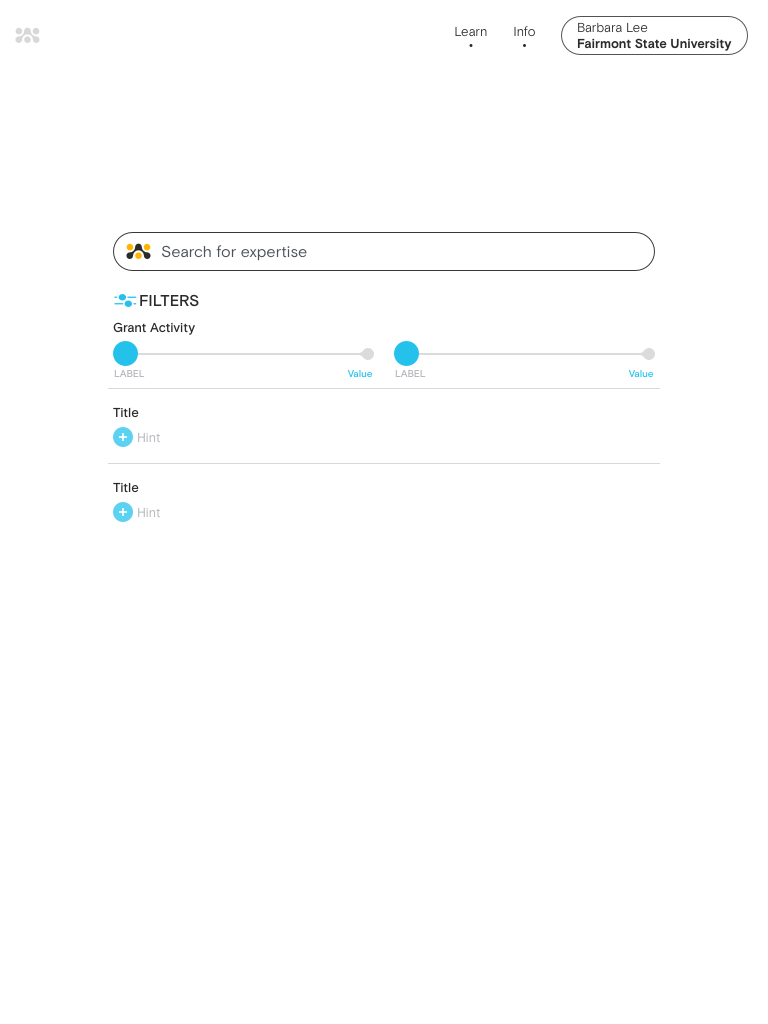 Learn
Info
Barbara Lee
Fairmont State University
Search for expertise
FILTERS
Grant Activity
LABEL
Value
LABEL
Value
Title
Hint
Title
Hint